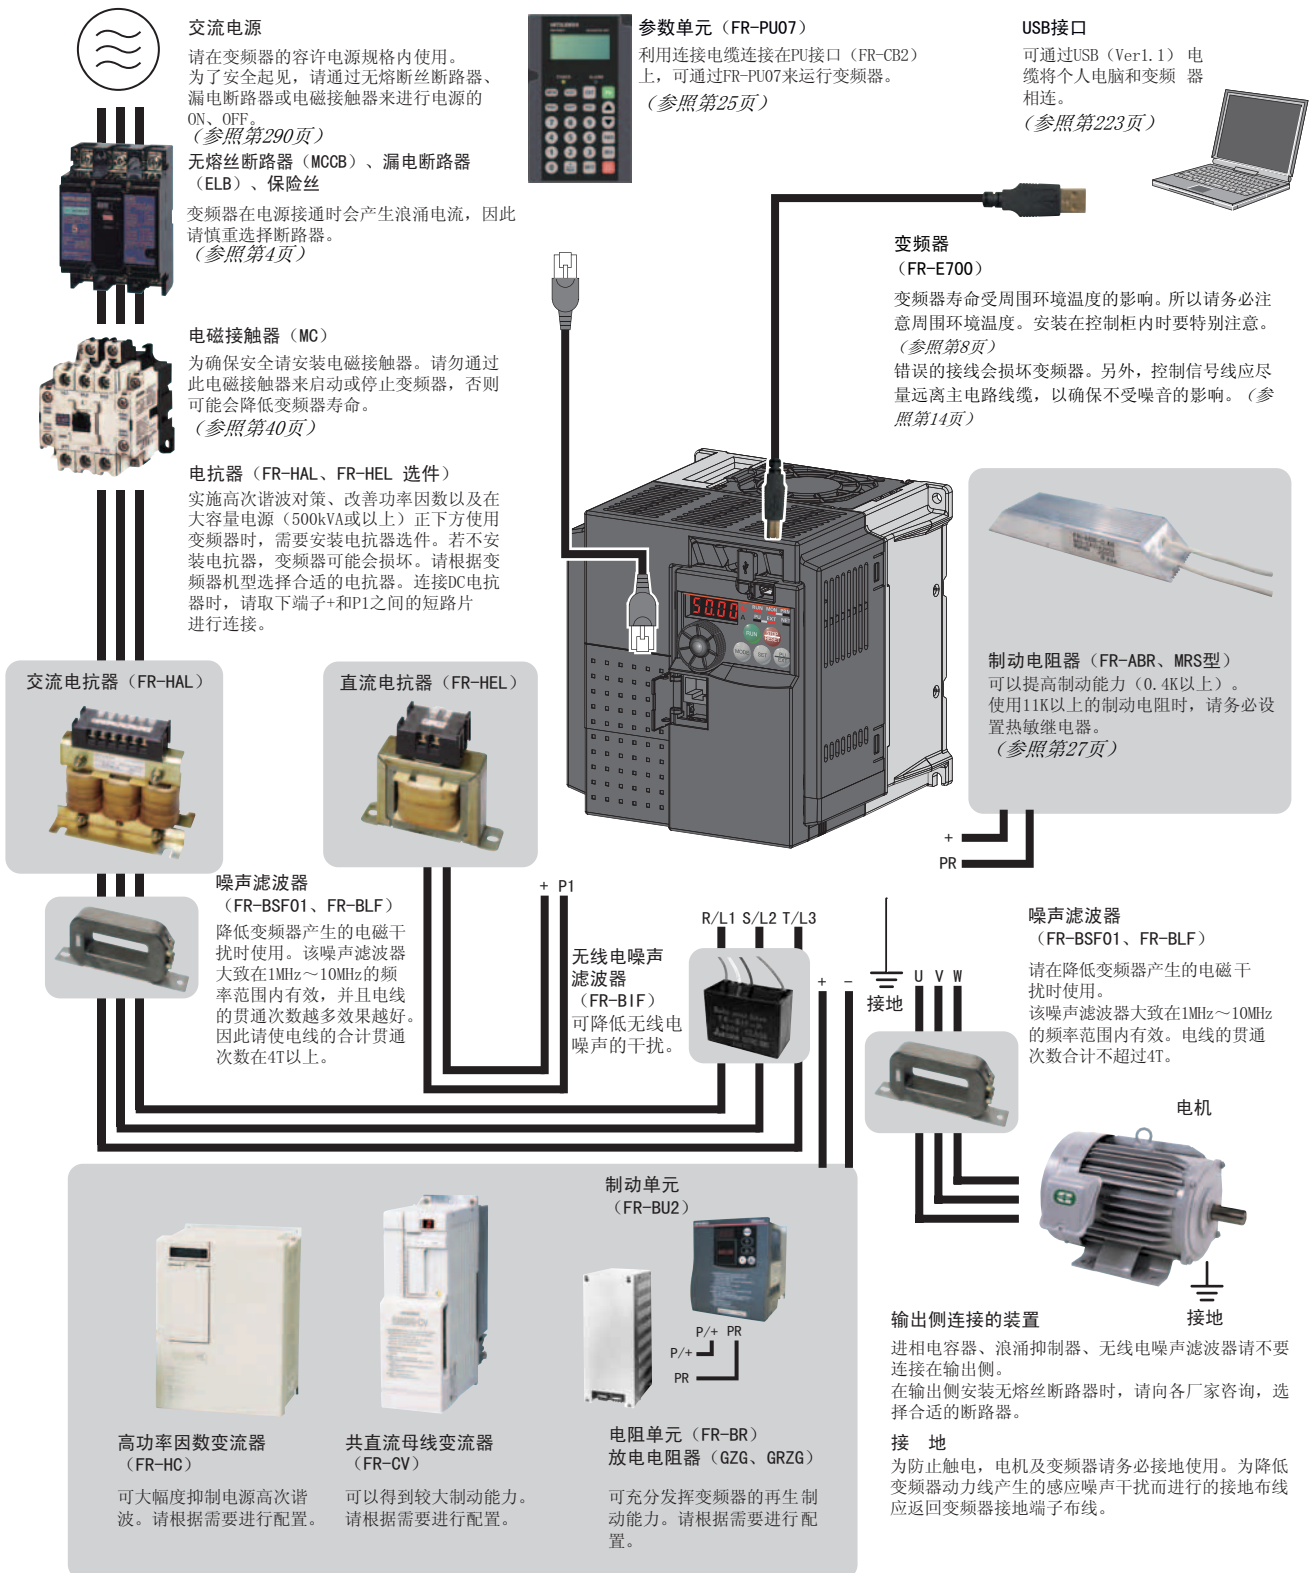 交流电源
请在变频器的容许电源规格内使用。
为了安全起见，请通过无熔断丝断路器、
漏电断路器或电磁接触器来进行电源的
ON、OFF。
（参照第290页）
无熔丝断路器（MCCB）、漏电断路器
（ELB）、保险丝
变频器在电源接通时会产生浪涌电流，因此
请慎重选择断路器。
（参照第4页）
电磁接触器（MC）
为确保安全请安装电磁接触器。请勿通过
此电磁接触器来启动或停止变频器，否则
可能会降低变频器寿命。
（参照第40页）
电抗器（FR-HAL、FR-HEL 选件）
实施高次谐波对策、改善功率因数以及在
大容量电源（500kVA或以上）正下方使用
变频器时，需要安装电抗器选件。若不安
装电抗器，变频器可能会损坏。请根据变
频器机型选择合适的电抗器。连接DC电抗
器时，请取下端子+和P1之间的短路片
进行连接。
参数单元（FR-PU07）
利用连接电缆连接在PU接口（FR-CB2）
上，可通过FR-PU07来运行变频器。
（参照第25页）
USB接口
可通过USB（Ver1.1） 电
缆将个人电脑和变频 器
相连。
（参照第223页）
变频器
（FR-E700）
变频器寿命受周围环境温度的影响。所以请务必注
意周围环境温度。安装在控制柜内时要特别注意。
（参照第8页）
错误的接线会损坏变频器。另外，控制信号线应尽
量远离主电路线缆，以确保不受噪音的影响。（参
照第14页）
50.00
RUN MON
PU EXT NET
RUN
STOP
RESET
MODE
SET
制动电阻器（FR-ABR、MRS型）
可以提高制动能力（0.4K以上）。
使用11K以上的制动电阻时，请务必设
置热敏继电器。
（参照第27页）
+
PR
交流电抗器（FR-HAL）
直流电抗器（FR-HEL）
噪声滤波器
（FR-BSF01、FR-BLF）
降低变频器产生的电磁干
扰时使用。该噪声滤波器
大致在1MHz～10MHz的频
率范围内有效，并且电线
的贯通次数越多效果越好。
因此请使电线的合计贯通
次数在4T以上。
+ P1
无线电噪声
滤波器
（FR-BIF）
可降低无线电
噪声的干扰。
R/L1 S/L2 T/L3
+ −
接地
U V W
噪声滤波器
（FR-BSF01、FR-BLF）
请在降低变频器产生的电磁干
扰时使用。
该噪声滤波器大致在1MHz～10MHz
的频率范围内有效。电线的贯通
次数合计不超过4T。
电机
接地
制动单元
（FR-BU2）
P/+ PR
P/+
PR
高功率因数变流器
（FR-HC）
可大幅度抑制电源高次谐
波。请根据需要进行配置。
共直流母线变流器
（FR-CV）
可以得到较大制动能力。
请根据需要进行配置。
电阻单元（FR-BR）
放电电阻器（GZG、GRZG）
可充分发挥变频器的再生制
动能力。请根据需要进行配
置。
输出侧连接的装置
进相电容器、浪涌抑制器、无线电噪声滤波器请不要
连接在输出侧。
在输出侧安装无熔丝断路器时，请向各厂家咨询，选
择合适的断路器。
接　地
为防止触电，电机及变频器请务必接地使用。为降低
变频器动力线产生的感应噪声干扰而进行的接地布线
应返回变频器接地端子布线。